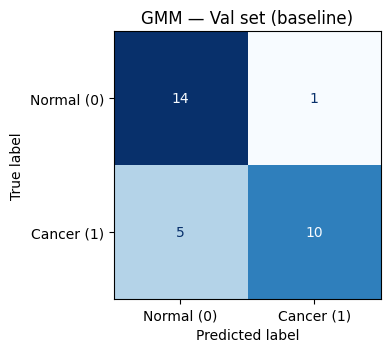 GMM — Val set (baseline)
True label
Normal (0)
14
1
Cancer (1)
5
10
Normal (0)
Cancer (1)
Predicted label